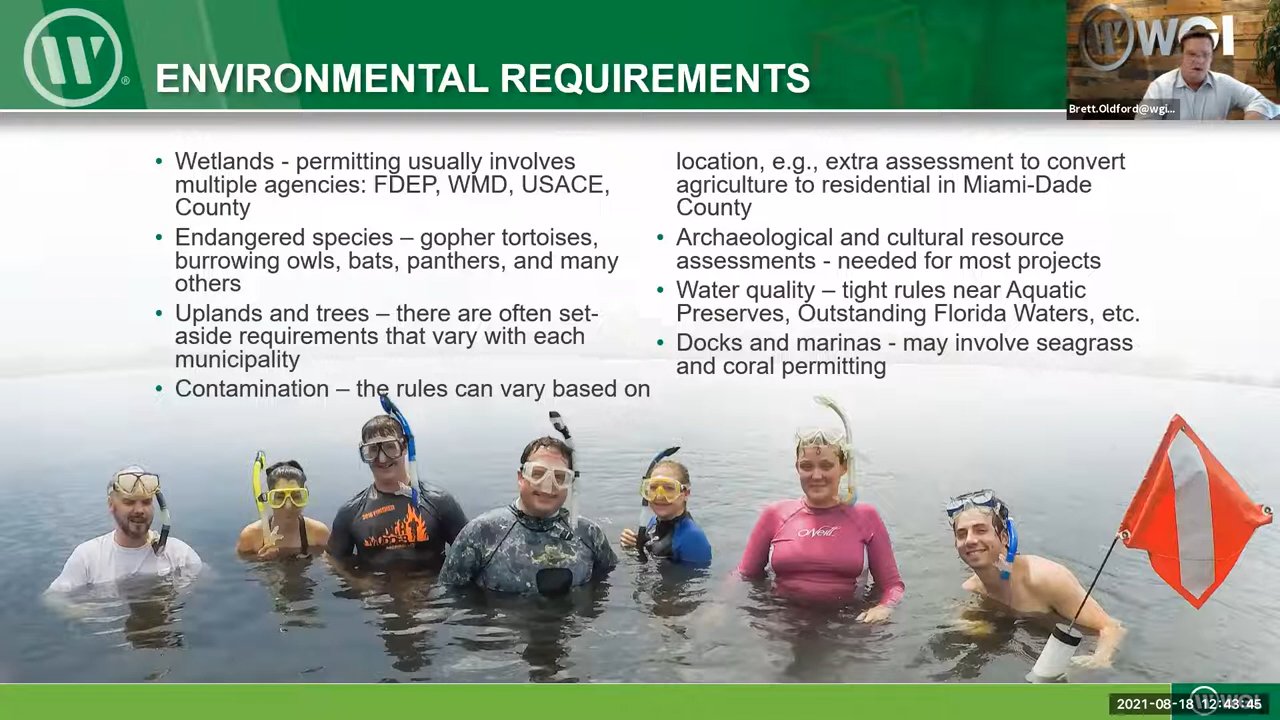 ENVIRONMENTAL REQUIREMENTS
WGI
Brett.Oldford@wgi...
• Wetlands - permitting usually involves
multiple agencies: FDEP, WMD, USACE,
County
• Endangered species – gopher tortoises,
burrowing owls, bats, panthers, and many
others
• Uplands and trees – there are often set-
aside requirements that vary with each
municipality
• Contamination – the rules can vary based on
location, e.g., extra assessment to convert
agriculture to residential in Miami-Dade
County
• Archaeological and cultural resource
assessments - needed for most projects
• Water quality – tight rules near Aquatic
Preserves, Outstanding Florida Waters, etc.
• Docks and marinas - may involve seagrass
and coral permitting
O'Neill
2021-08-18 12:43:45